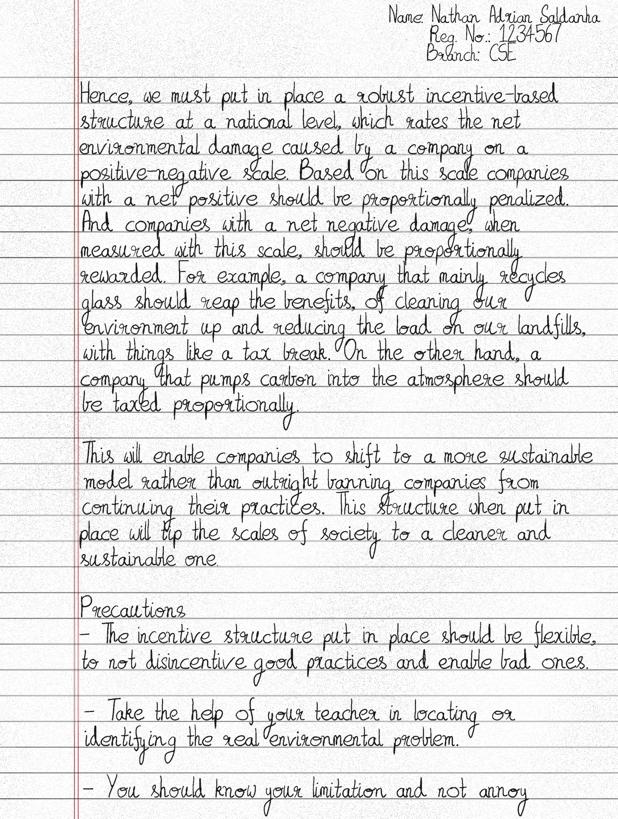 Name: Nathan Adrian Saldanha
Reg. No.: 1234567
Branch: CSE
Hence, we must put in place a robust incentive-based
structure at a national level, which rates the net
environmental damage caused by a company on a
positive-negative scale. Based on this scale companies
with a net positive should be proportionally penalized.
And companies with a net negative damage, when
measured with this scale, should be proportionally
rewarded. For example, a company that mainly recycles
glass should reap the benefits, of cleaning our
environment up and reducing the load on our landfills,
with things like a tax break. On the other hand, a
company that pumps carbon into the atmosphere should
be taxed proportionally.
This will enable companies to shift to a more sustainable
model rather than outright banning companies from
continuing their practices. This structure when put in
place will tip the scales of society to a cleaner and
sustainable one.
Precautions
- The incentive structure put in place should be flexible,
to not disincentive good practices and enable bad ones.
- Take the help of your teacher in locating or
identifying the real environmental problem.
- You should know your limitation and not annoy